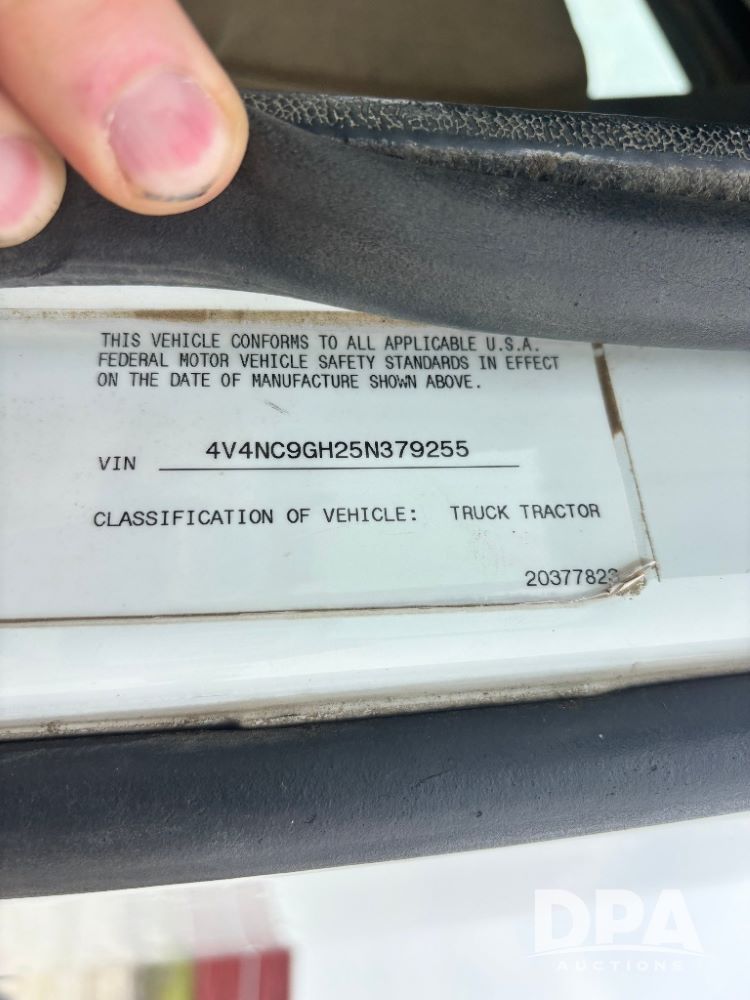 THIS VEHICLE CONFORMS TO ALL APPLICABLE U.S.A.
FEDERAL MOTOR VEHICLE SAFETY STANDARDS IN EFFECT
ON THE DATE OF MANUFACTURE SHOWN ABOVE.
VIN 4V4NC9GH25N379255
CLASSIFICATION OF VEHICLE: TRUCK TRACTOR
20377823
DPA
AUCTIONS